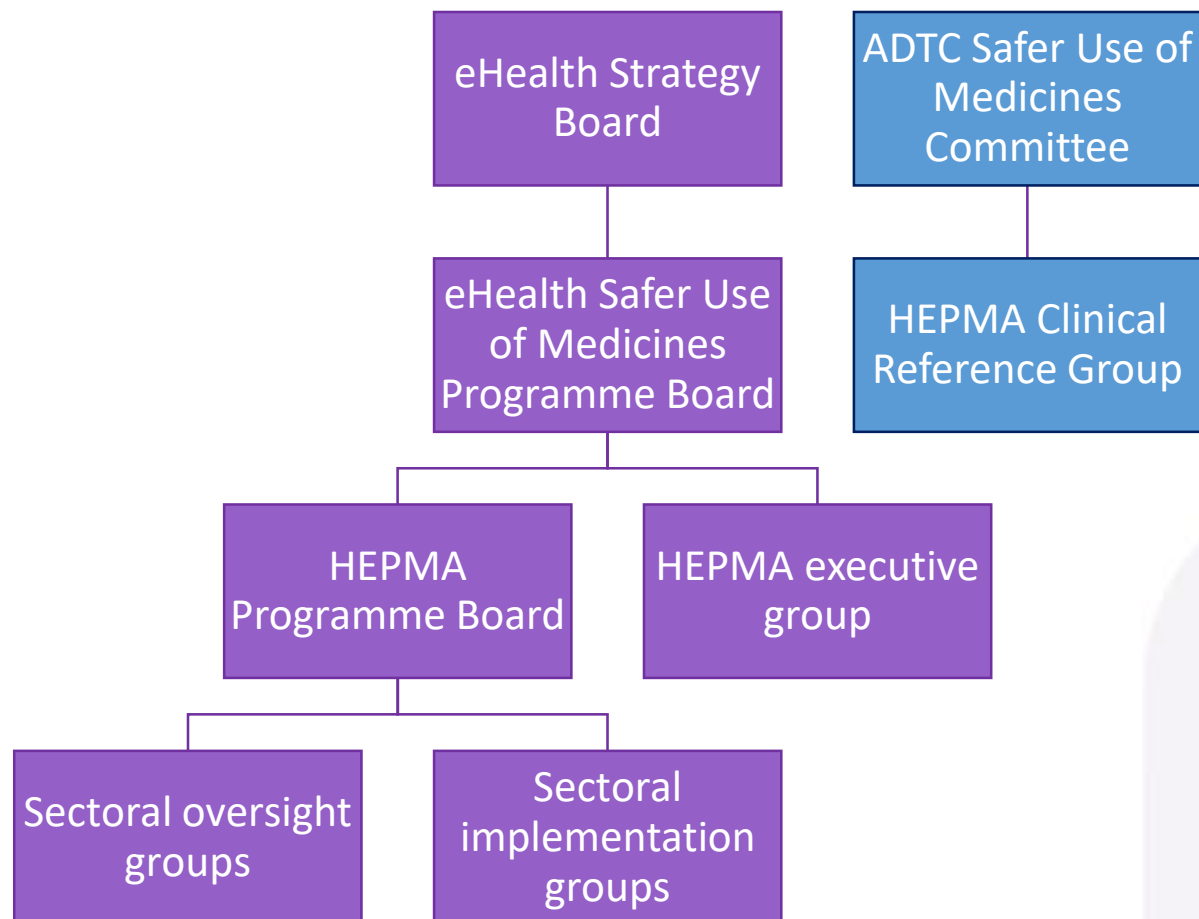 eHealth Strategy
Board
ADTC Safer Use of
Medicines
Committee
eHealth Safer Use
of Medicines
Programme Board
HEPMA Clinical
Reference Group
HEPMA
Programme Board
HEPMA executive
group
Sectoral oversight
groups
Sectoral
implementation
groups